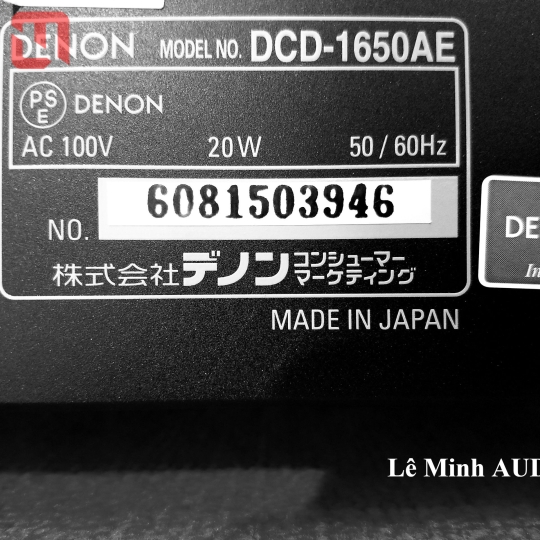 DENON MODEL NO. DCD-1650AE
PS E DENON
AC 100V 20W 50/60Hz
NO. 6081503946
株式会社デノン コンシューマー マーケティング
MADE IN JAPAN
DE
In
Lê Minh AUD